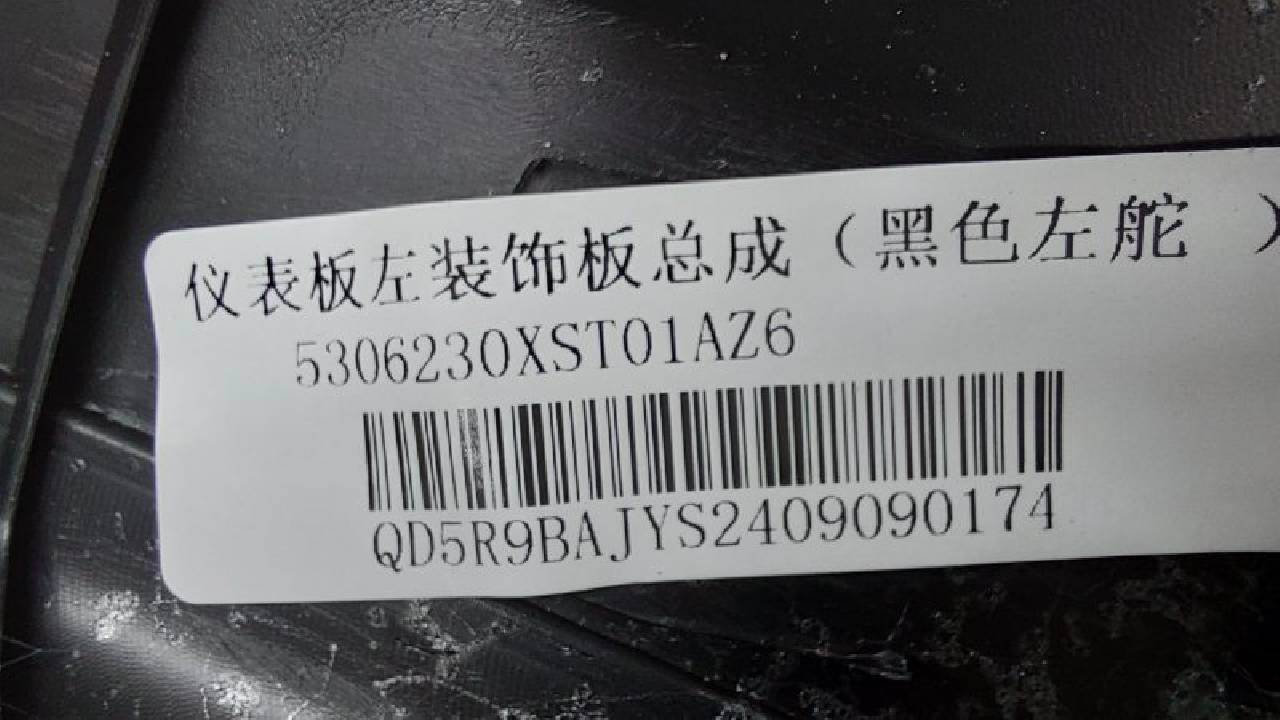 仪表板左装饰板总成（黑色左舵 ）
5306230XST01AZ6
QD5R9BAJYS2409090174